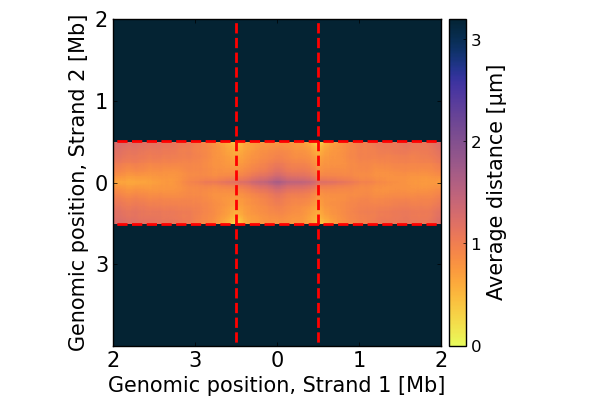 2
1
0
3
Genomic position, Strand 2 [Mb]
2 3 0 1 2
Genomic position, Strand 1 [Mb]
3
2
1
0
Average distance [μm]